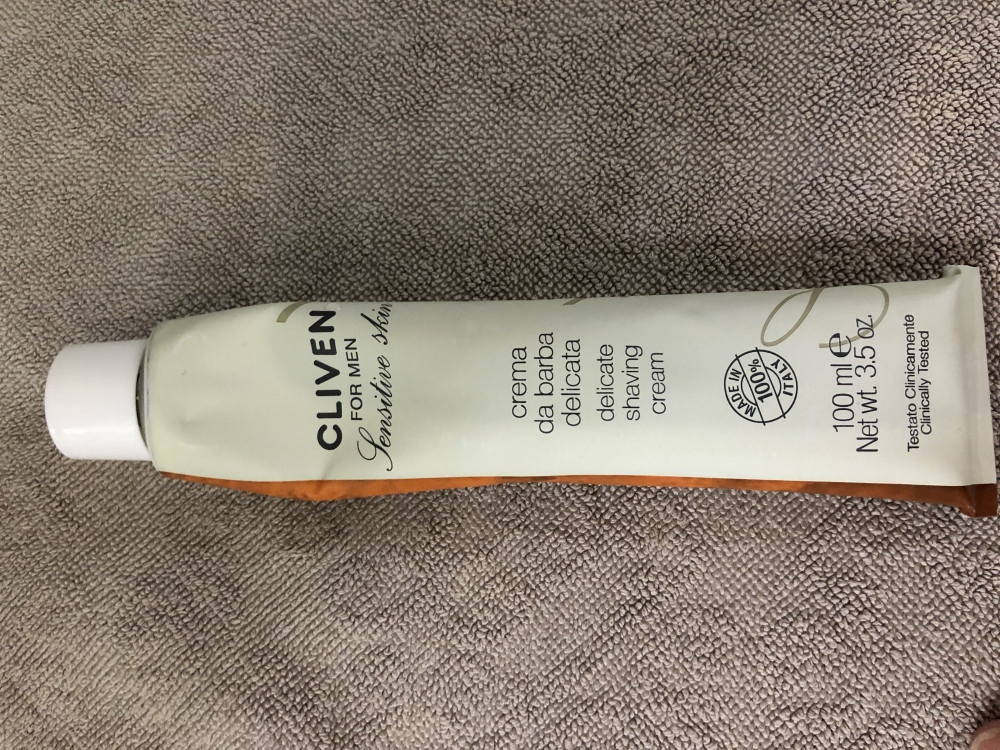 CLIVEN
FOR MEN
Sensitive skin
crema
da barba
delicata
delicate
shaving
cream
MADE IN
100%
ITALY
100 ml ℮
Net wt. 3.5 oz.
Testato Clinicamente
Clinically Tested